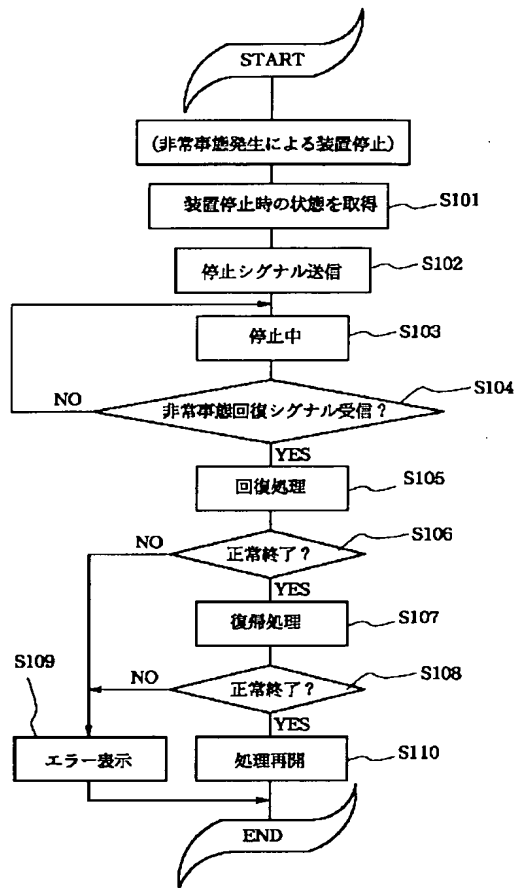 START
(非常事態発生による装置停止)
装置停止時の状態を取得
S101
停止シグナル送信
S102
停止中
S103
S104
NO
非常事態回復シグナル受信?
YES
回復処理
S105
S106
NO
正常終了?
YES
復帰処理
S107
S109
NO
正常終了?
S108
YES
エラー表示
処理再開
S110
END